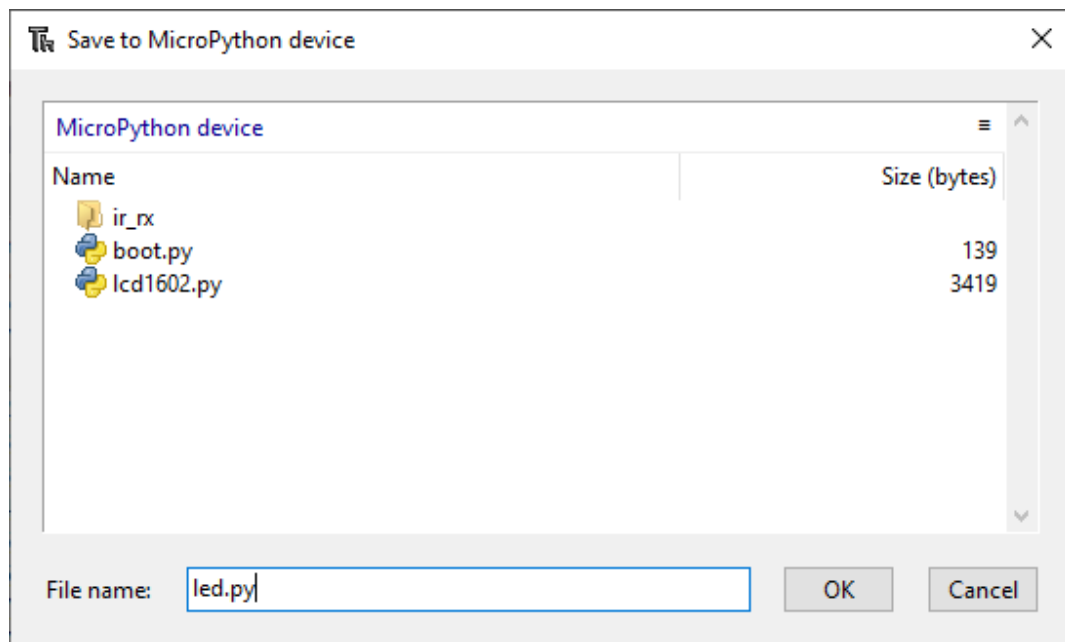 Save to MicroPython device
MicroPython device
Name Size (bytes)
ir_rx
boot.py 139
lcd1602.py 3419
File name: led.py OK Cancel